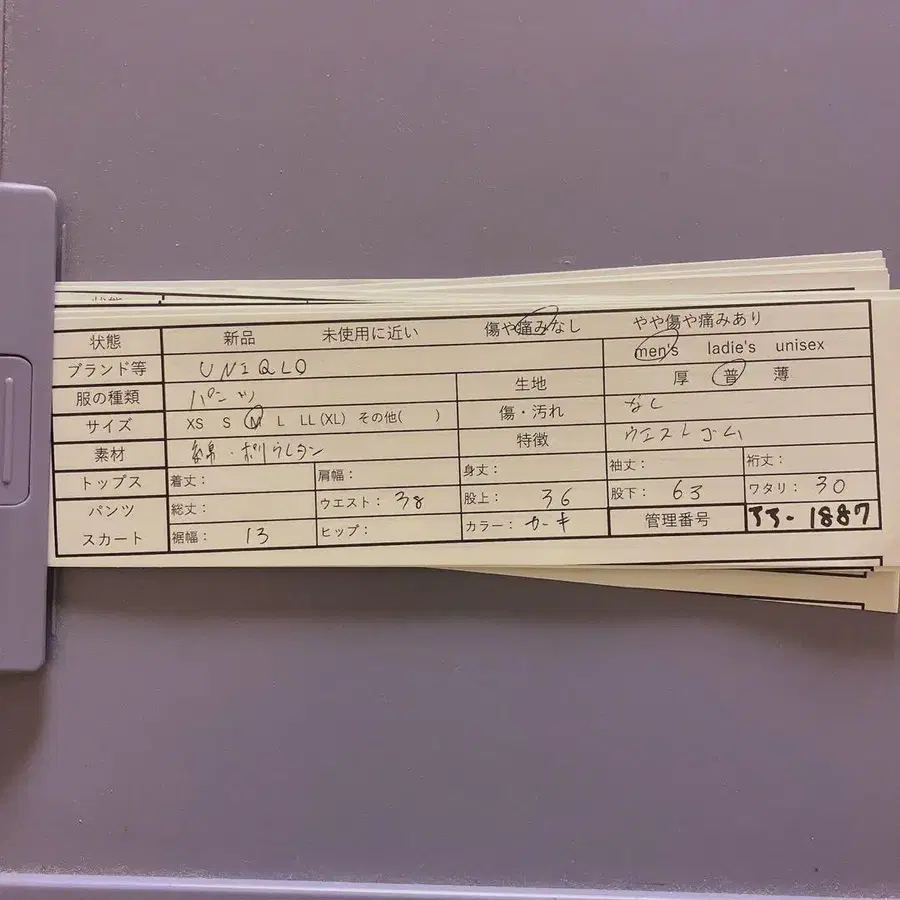 状態 新品 未使用に近い 傷や痛みなし やや傷や痛みあり
ブランド等 UNIQLO men's ladie's unisex
服の種類 パンツ 生地 厚 普 薄
サイズ XS S M L LL(XL) その他( ) 傷・汚れ なし
素材 綿・ポリウレタン 特徴 ウエストゴム
トップス 着丈: 肩幅: 身丈: 袖丈: 裄丈:
パンツ 総丈: ウエスト: 38 股上: 36 股下: 63 ワタリ: 30
スカート 裾幅: 13 ヒップ: カラー: カーキ 管理番号 JJ-1887